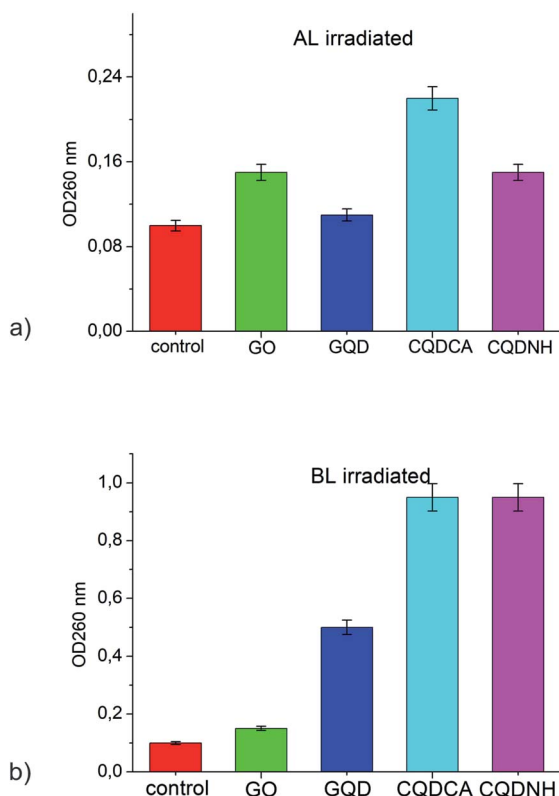 AL irradiated
0,24
0,16
0,08
0,00
OD260 nm
control GO GQD CQDCA CQDNH
a)
BL irradiated
1,0
0,8
0,6
0,4
0,2
0,0
OD260 nm
control GO GQD CQDCA CQDNH
b)